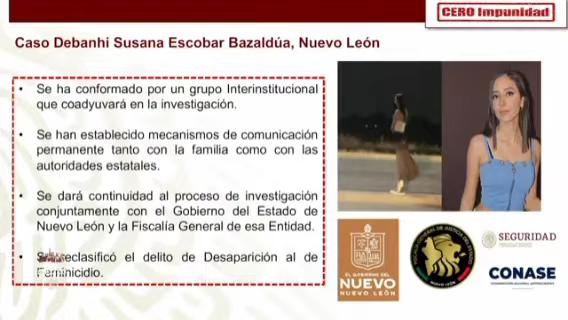 CERO Impunidad
Caso Debanhi Susana Escobar Bazaldúa, Nuevo León
• Se ha conformado por un grupo Interinstitucional
que coadyuvará en la investigación.
• Se han establecido mecanismos de comunicación
permanente tanto con la familia como con las
autoridades estatales.
• Se dará continuidad al proceso de investigación
conjuntamente con el Gobierno del Estado de
Nuevo León y la Fiscalía General de esa Entidad.
• Se reclasificó el delito de Desaparición al de
Feminicidio.
EL GOBIERNO DEL
NUEVO
NUEVO LEÓN
NUEVO LEÓN
SEGURIDAD
CONASE